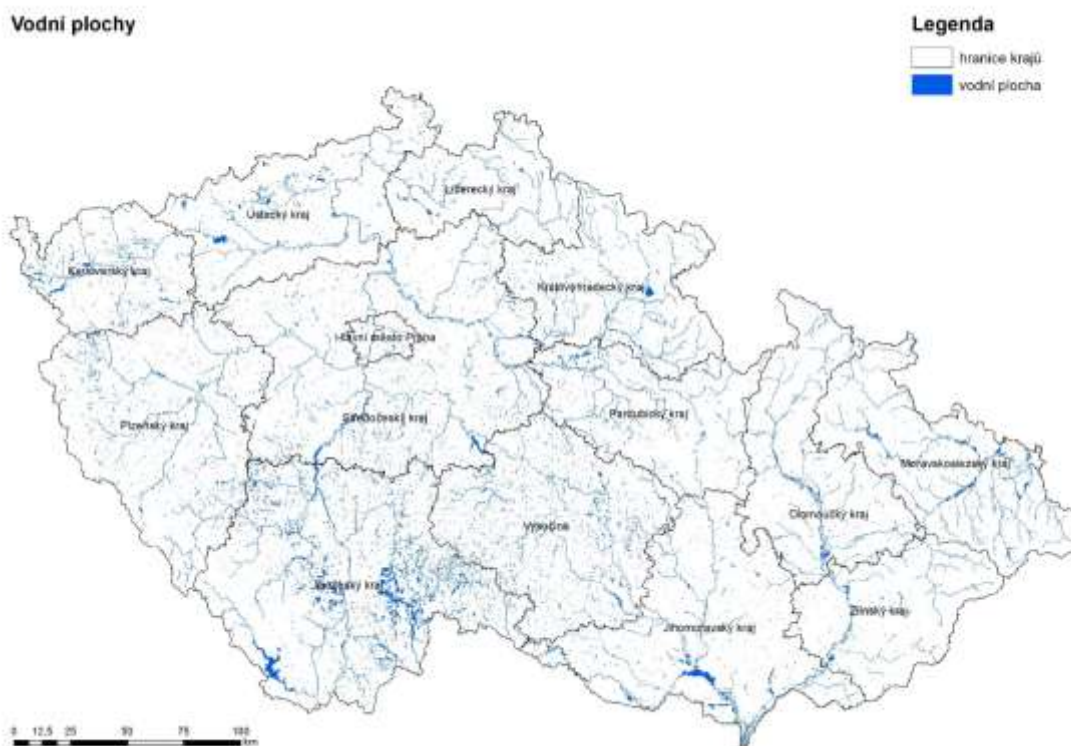 Vodní plochy
Legenda
hranice krajů
vodní plocha
Liberecký kraj
Ústecký kraj
Karlovarský kraj
Královéhradecký kraj
Hlavní město Praha
Středočeský kraj
Pardubický kraj
Plzeňský kraj
Moravskoslezský kraj
Olomoucký kraj
Vysočina
Jihočeský kraj
Zlínský kraj
Jihomoravský kraj
0 12,5 25 50 75 100
km